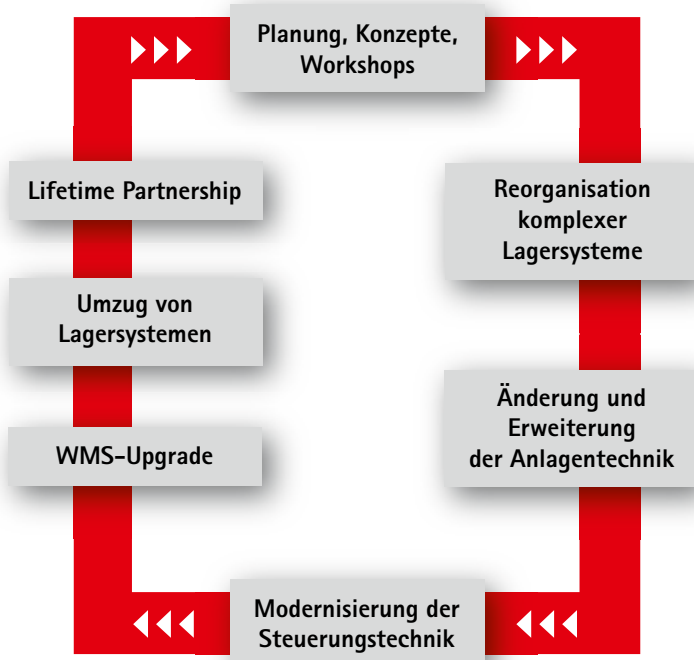 Planung, Konzepte,
Workshops
Reorganisation
komplexer
Lagersysteme
Änderung und
Erweiterung
der Anlagentechnik
Modernisierung der
Steuerungstechnik
WMS-Upgrade
Umzug von
Lagersystemen
Lifetime Partnership